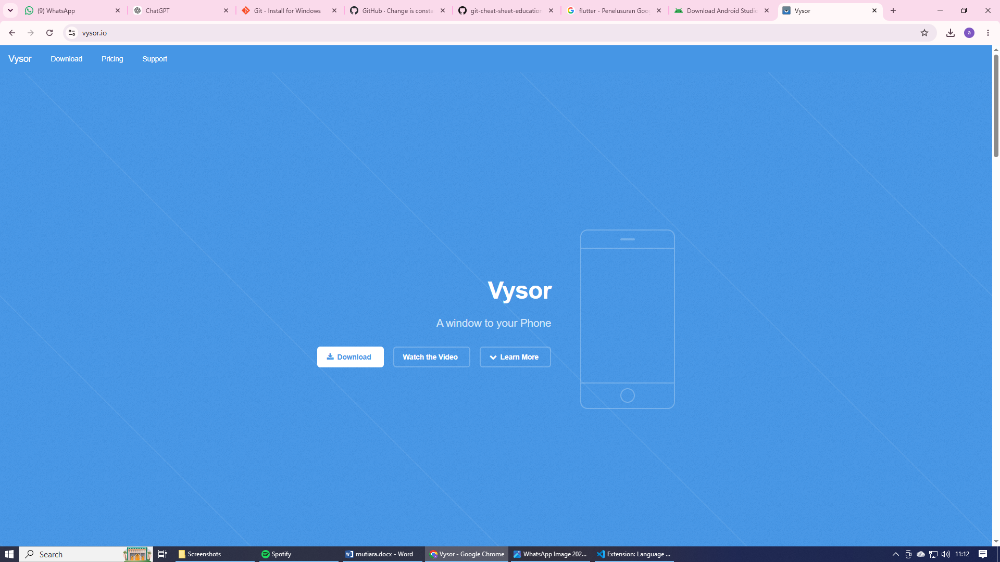 (9) WhatsApp
ChatGPT
Git - Install for Windows
GitHub · Change is consta
git-cheat-sheet-education
flutter - Penelusuran Goo
Download Android Studio
Vysor
vysor.io
a
Vysor
Download
Pricing
Support
Vysor
A window to your Phone
Download
Watch the Video
Learn More
Search
Screenshots
Spotify
mutiara.docx - Word
Vysor - Google Chrome
WhatsApp Image 202...
Extension: Language ...
11:12